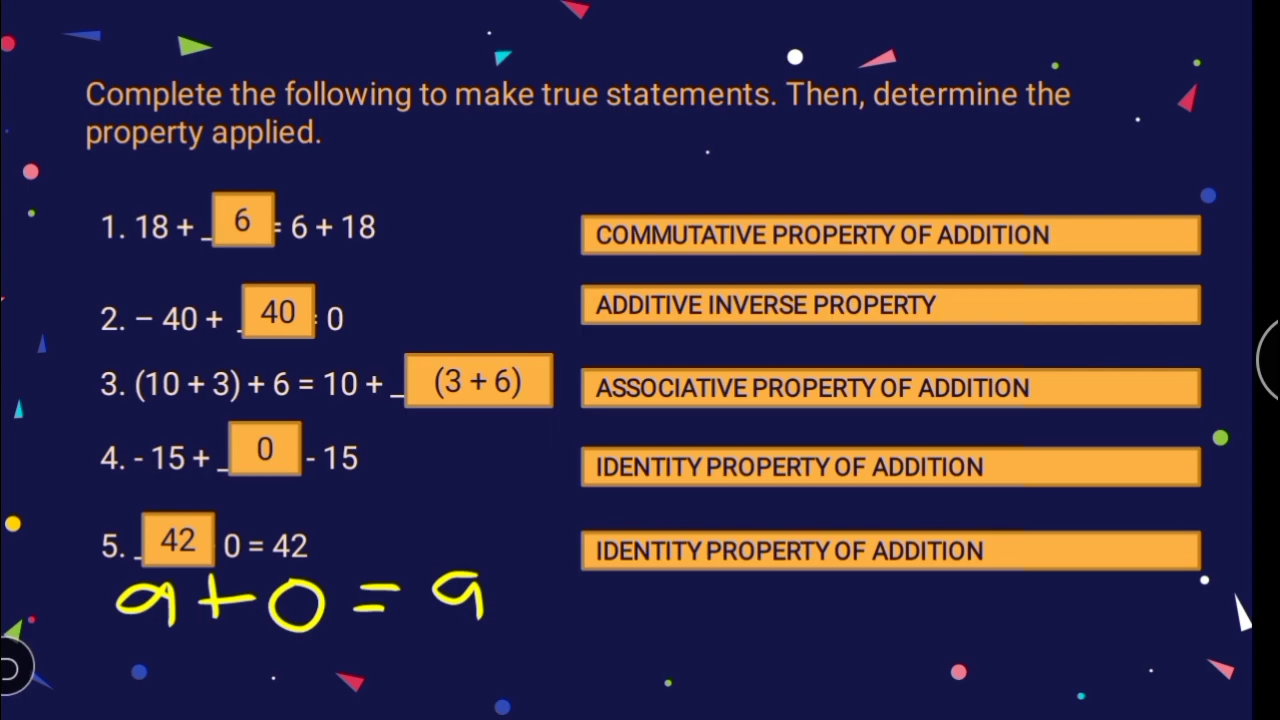 Complete the following to make true statements. Then, determine the
property applied.
1. 18 + _ 6 = 6 + 18 COMMUTATIVE PROPERTY OF ADDITION
2. – 40 + _ 40 = 0 ADDITIVE INVERSE PROPERTY
3. (10 + 3) + 6 = 10 + _ (3 + 6) ASSOCIATIVE PROPERTY OF ADDITION
4. - 15 + _ 0 - 15 IDENTITY PROPERTY OF ADDITION
5. _ 42 0 = 42 IDENTITY PROPERTY OF ADDITION
a + 0 = a